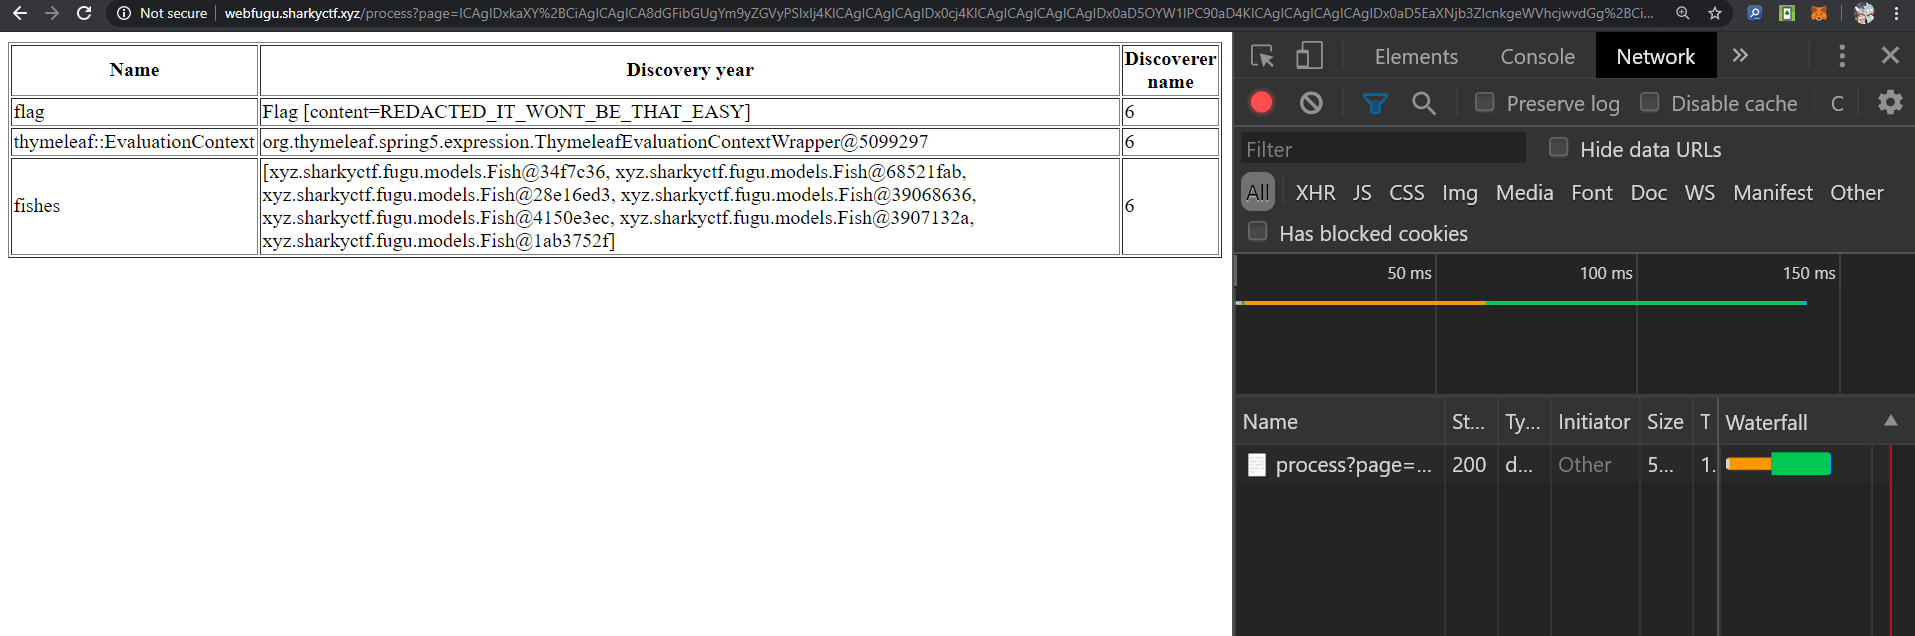 Not secure | webfugu.sharkyctf.xyz/process?page=ICAgIDxkaXY%2BCiAgICAgICA8dGFibGUgYm9yZGVyPSIxIj4KICAgICAgICAgIDx0cj4KICAgICAgICAgICAgIDx0aD5OYW1lPC90aD4KICAgICAgICAgICAgIDx0aD5EaXNjb3ZlcnkgeWVhcjwvdGg%2BCi...
Name Discovery year Discoverer name
flag Flag [content=REDACTED_IT_WONT_BE_THAT_EASY] 6
thymeleaf::EvaluationContext org.thymeleaf.spring5.expression.ThymeleafEvaluationContextWrapper@5099297 6
[xyz.sharkyctf.fugu.models.Fish@34f7c36, xyz.sharkyctf.fugu.models.Fish@68521fab,
xyz.sharkyctf.fugu.models.Fish@28e16ed3, xyz.sharkyctf.fugu.models.Fish@39068636,
fishes
6
xyz.sharkyctf.fugu.models.Fish@4150e3ec, xyz.sharkyctf.fugu.models.Fish@3907132a,
xyz.sharkyctf.fugu.models.Fish@1ab3752f]
Elements Console Network
Preserve log Disable cache C
Filter Hide data URLs
All XHR JS CSS Img Media Font Doc WS Manifest Other
Has blocked cookies
50 ms 100 ms 150 ms
Name St... Ty... Initiator Size T Waterfall
process?page=... 200 d... Other 5... 1.